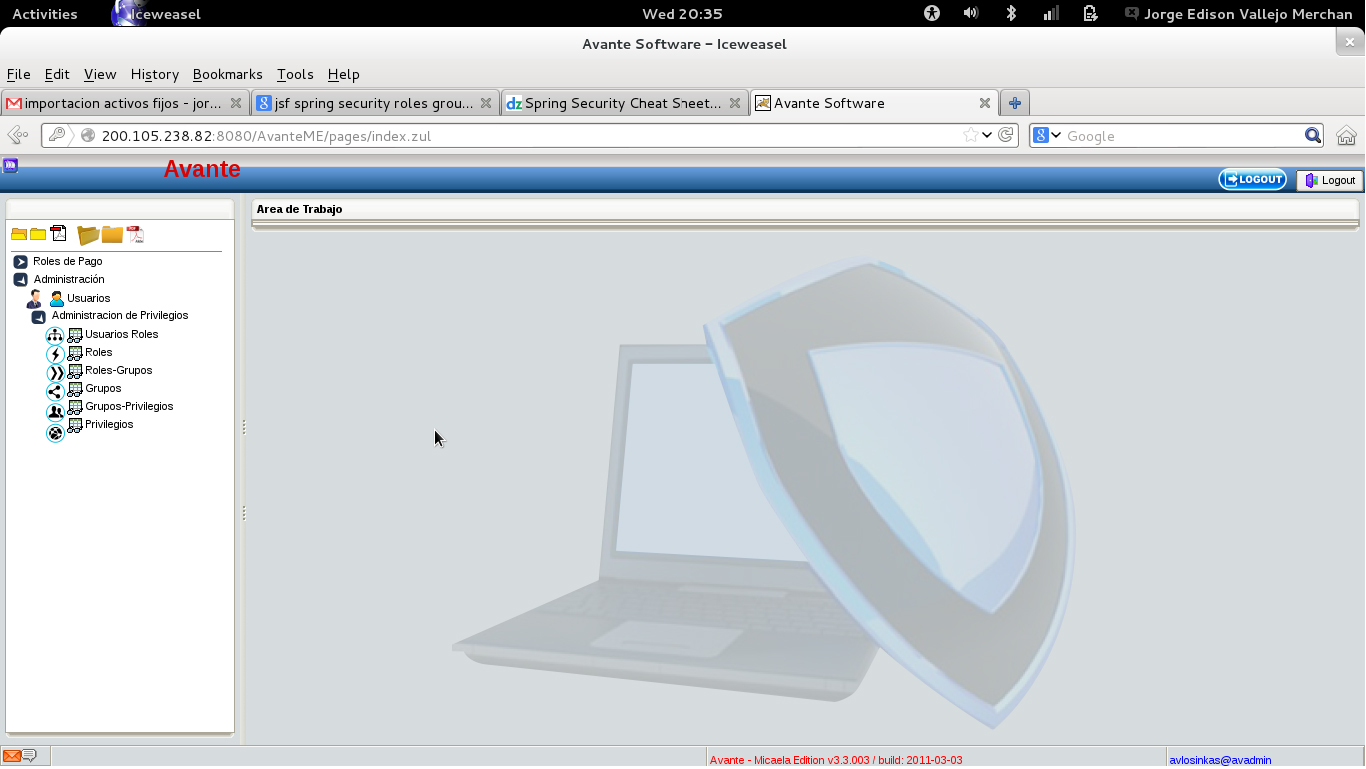 Activities
Iceweasel
Wed 20:35
Jorge Edison Vallejo Merchan
Avante Software - Iceweasel
File Edit View History Bookmarks Tools Help
importacion activos fijos - jor...
jsf spring security roles grou...
Spring Security Cheat Sheet...
Avante Software
200.105.238.82:8080/AvanteME/pages/index.zul
Google
Avante
LOGOUT
Logout
Area de Trabajo
Roles de Pago
Administración
Usuarios
Administracion de Privilegios
Usuarios Roles
Roles
Roles-Grupos
Grupos
Grupos-Privilegios
Privilegios
Avante - Micaela Edition v3.3.003 / build: 2011-03-03
avlosinkas@avadmin